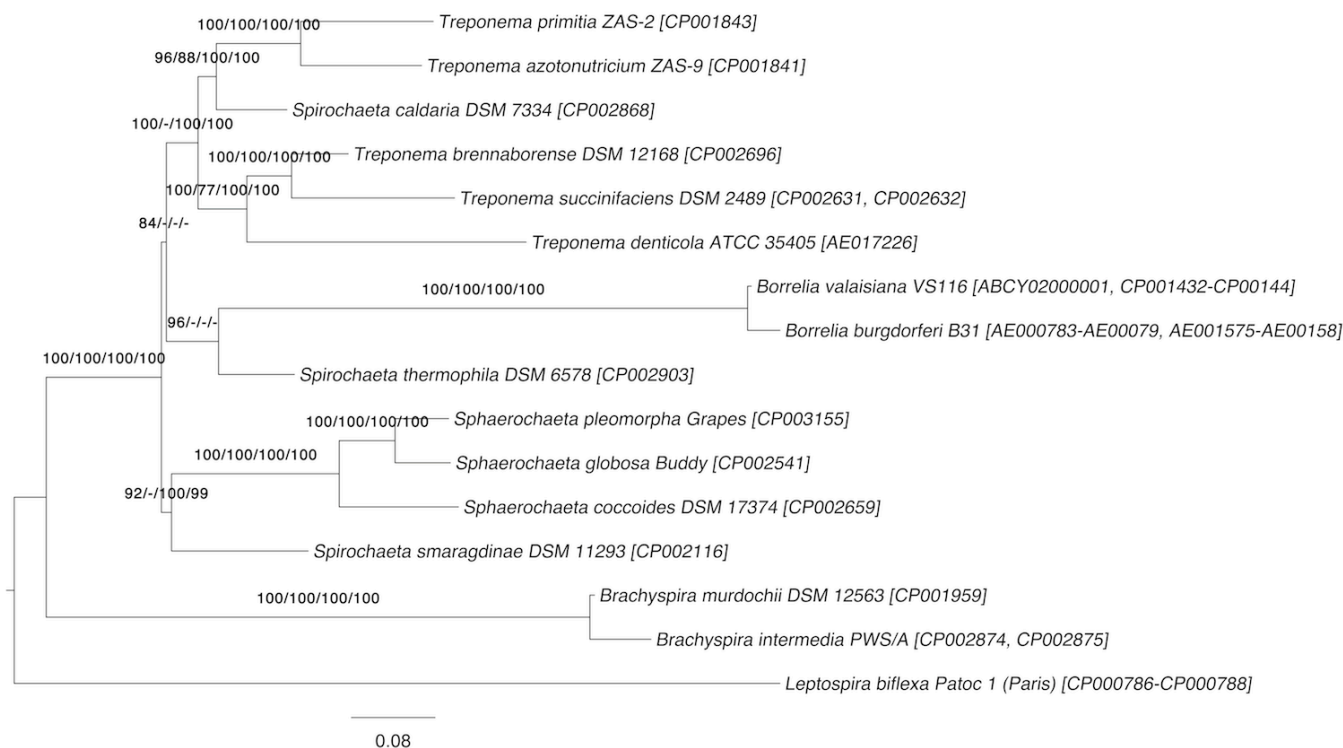 100/100/100/100
Treponema primitia ZAS-2 [CP001843]
96/88/100/100
Treponema azotonutricium ZAS-9 [CP001841]
Spirochaeta caldaria DSM 7334 [CP002868]
100/-/100/100
100/100/100/100
Treponema brennaborense DSM 12168 [CP002696]
100/77/100/100
Treponema succinifaciens DSM 2489 [CP002631, CP002632]
84/-/-/-
Treponema denticola ATCC 35405 [AE017226]
100/100/100/100
Borrelia valaisiana VS116 [ABCY02000001, CP001432-CP00144]
96/-/-/-
Borrelia burgdorferi B31 [AE000783-AE00079, AE001575-AE00158]
100/100/100/100
Spirochaeta thermophila DSM 6578 [CP002903]
100/100/100/100
Sphaerochaeta pleomorpha Grapes [CP003155]
100/100/100/100
Sphaerochaeta globosa Buddy [CP002541]
92/-/100/99
Sphaerochaeta coccoides DSM 17374 [CP002659]
Spirochaeta smaragdinae DSM 11293 [CP002116]
100/100/100/100
Brachyspira murdochii DSM 12563 [CP001959]
Brachyspira intermedia PWS/A [CP002874, CP002875]
Leptospira biflexa Patoc 1 (Paris) [CP000786-CP000788]
0.08